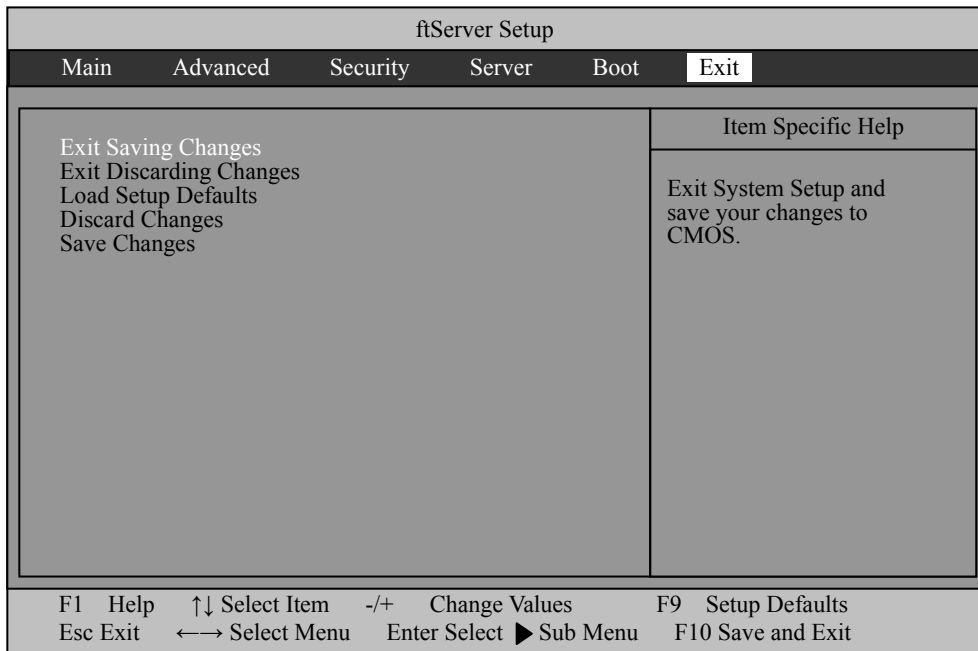 ftServer Setup
Main Advanced Security Server Boot Exit
Exit Saving Changes
Exit Discarding Changes
Load Setup Defaults
Discard Changes
Save Changes
Item Specific Help
Exit System Setup and
save your changes to
CMOS.
F1 Help ↑↓ Select Item -/+ Change Values F9 Setup Defaults
Esc Exit ←→ Select Menu Enter Select ▶ Sub Menu F10 Save and Exit